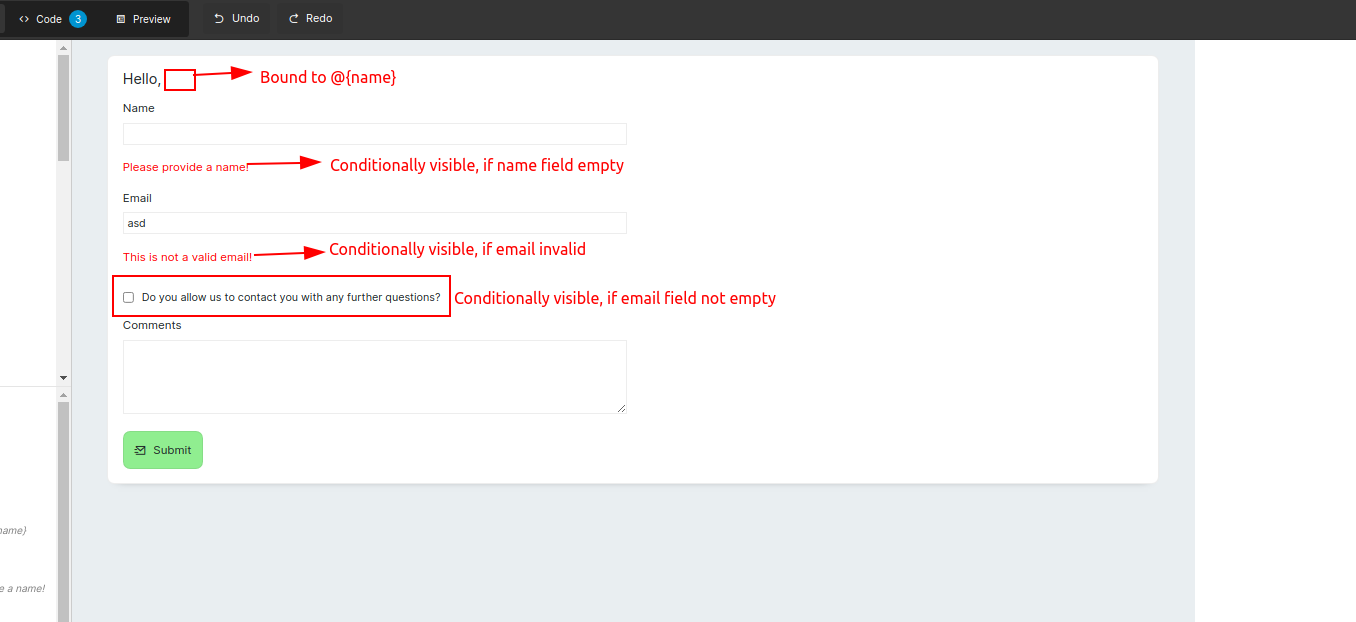 Code 3 Preview Undo Redo
Hello, Bound to @{name}
Name
Please provide a name! Conditionally visible, if name field empty
Email
asd
This is not a valid email! Conditionally visible, if email invalid
Do you allow us to contact you with any further questions? Conditionally visible, if email field not empty
Comments
Submit
name}
e a name!